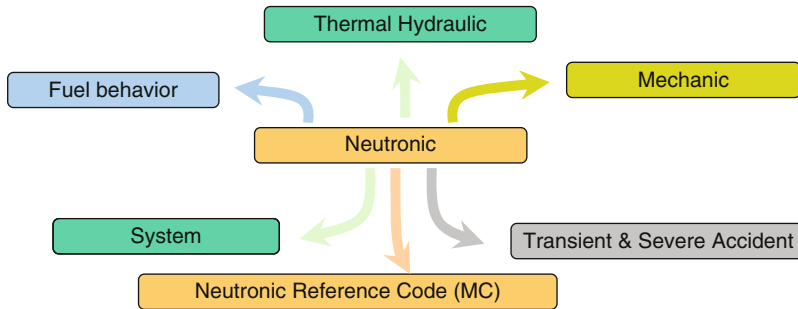 Thermal Hydraulic
Fuel behavior
Mechanic
Neutronic
System
Transient & Severe Accident
Neutronic Reference Code (MC)